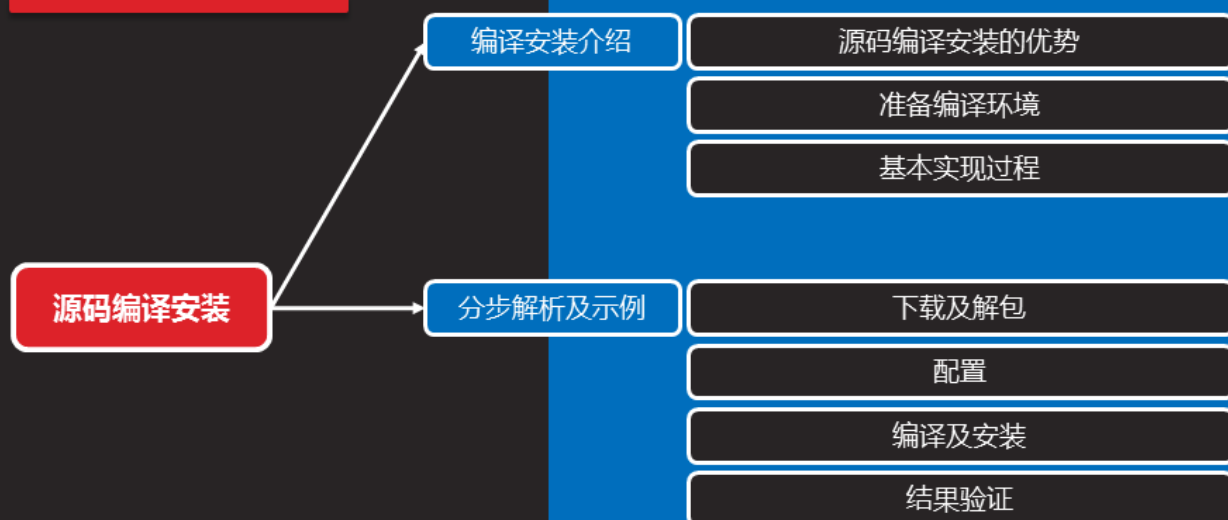 编译安装介绍
源码编译安装的优势
准备编译环境
基本实现过程
源码编译安装
分步解析及示例
下载及解包
配置
编译及安装
结果验证